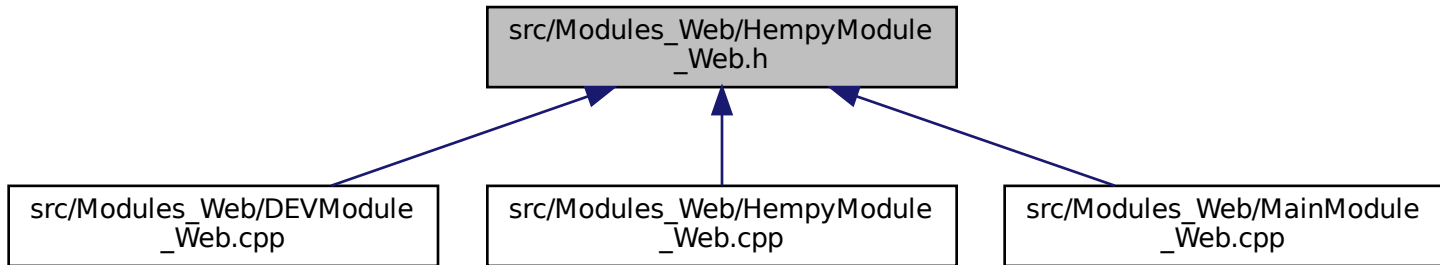 src/Modules_Web/HempyModule
_Web.h
src/Modules_Web/DEVModule
_Web.cpp
src/Modules_Web/HempyModule
_Web.cpp
src/Modules_Web/MainModule
_Web.cpp